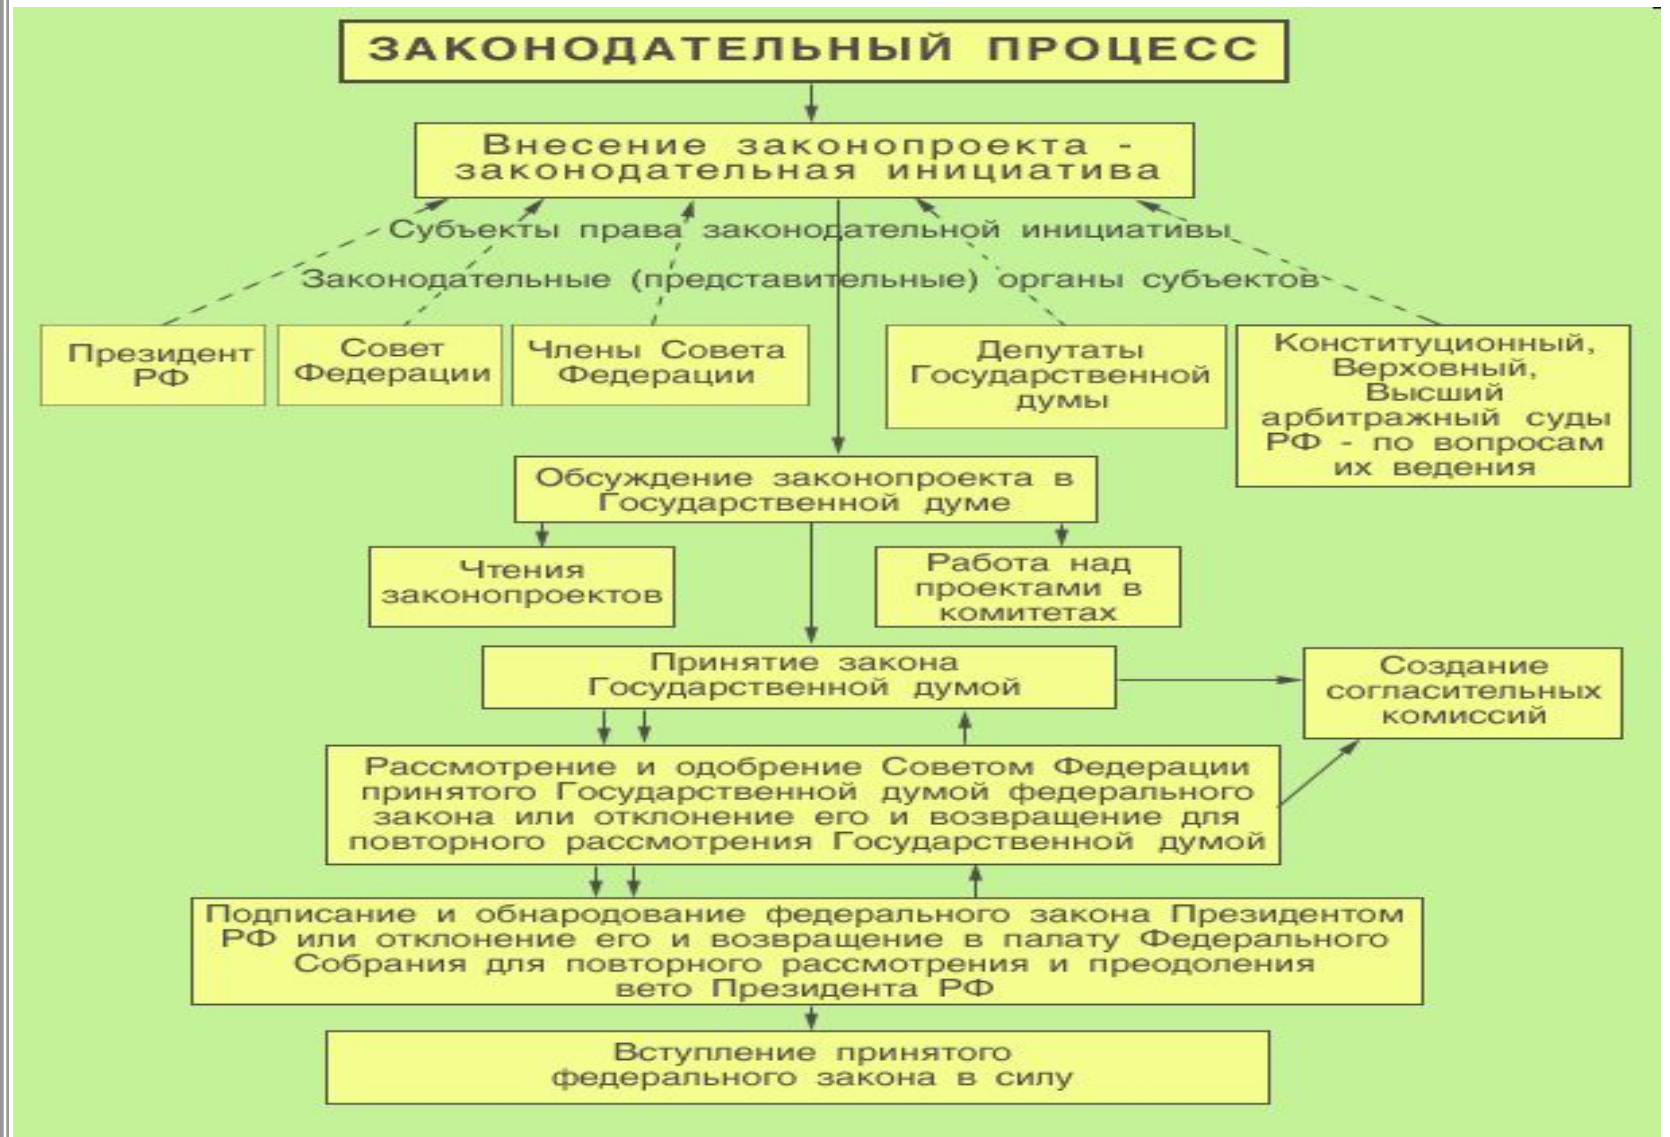 ЗАКОНОДАТЕЛЬНЫЙ ПРОЦЕСС
Внесение законопроекта -
законодательная инициатива
Субъекты права законодательной инициативы
Законодательные (представительные) органы субъектов
Президент
РФ
Совет
Федерации
Члены Совета
Федерации
Депутаты
Государственной
думы
Конституционный,
Верховный,
Высший
арбитражный суды
РФ - по вопросам
их ведения
Обсуждение законопроекта в
Государственной думе
Чтения
законопроектов
Работа над
проектами в
комитетах
Принятие закона
Государственной думой
Создание
согласительных
комиссий
Рассмотрение и одобрение Советом Федерации
принятого Государственной думой федерального
закона или отклонение его и возвращение для
повторного рассмотрения Государственной думой
Подписание и обнародование федерального закона Президентом
РФ или отклонение его и возвращение в палату Федерального
Собрания для повторного рассмотрения и преодоления
вето Президента РФ
Вступление принятого
федерального закона в силу